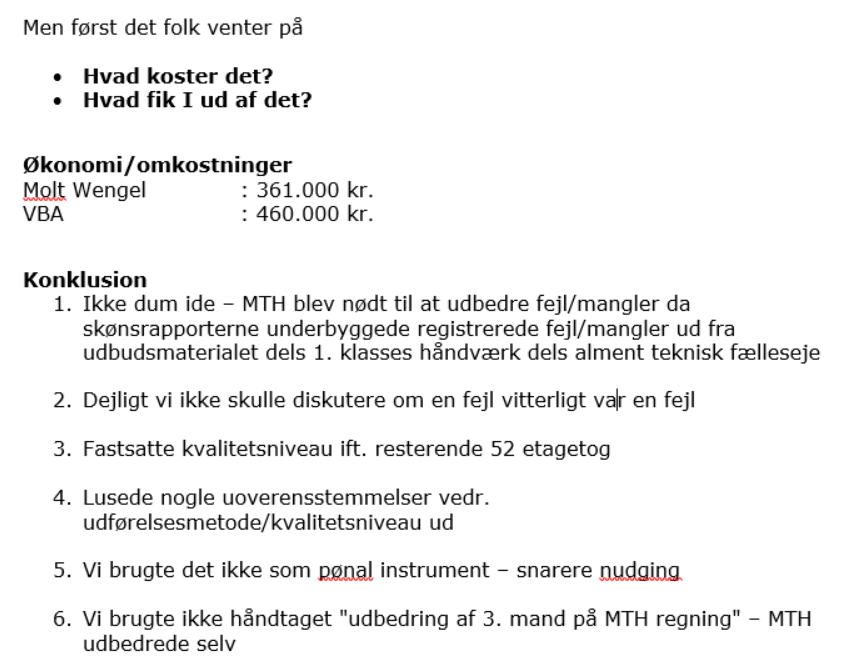 Men først det folk venter på
• Hvad koster det?
• Hvad fik I ud af det?
Økonomi/omkostninger
Molt Wengel : 361.000 kr.
VBA : 460.000 kr.
Konklusion
1. Ikke dum ide – MTH blev nødt til at udbedre fejl/mangler da
skønsrapporterne underbyggede registrerede fejl/mangler ud fra
udbudsmaterialet dels 1. klasses håndværk dels alment teknisk fælleseje
2. Dejligt vi ikke skulle diskutere om en fejl vitterligt var en fejl
3. Fastsatte kvalitetsniveau ift. resterende 52 etagetog
4. Lusede nogle uoverensstemmelser vedr.
udførelsesmetode/kvalitetsniveau ud
5. Vi brugte det ikke som pønal instrument – snarere nudging
6. Vi brugte ikke håndtaget "udbedring af 3. mand på MTH regning" – MTH
udbedrede selv